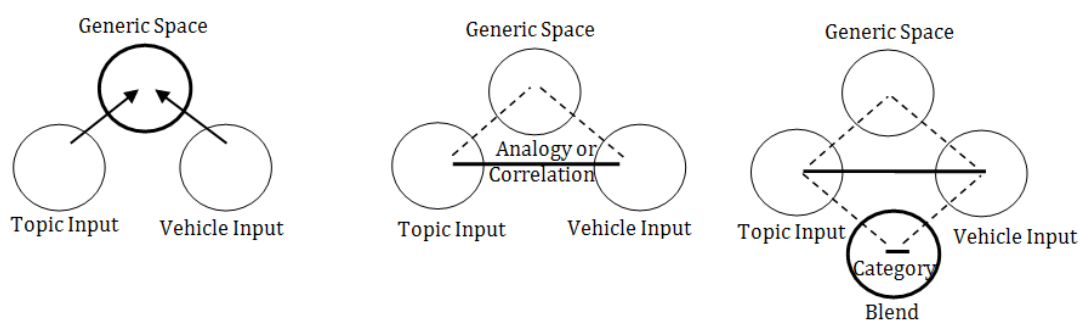 Generic Space
Topic Input
Vehicle Input
Generic Space
Analogy or
Correlation
Topic Input
Vehicle Input
Generic Space
Topic Input
Vehicle Input
Category
Blend